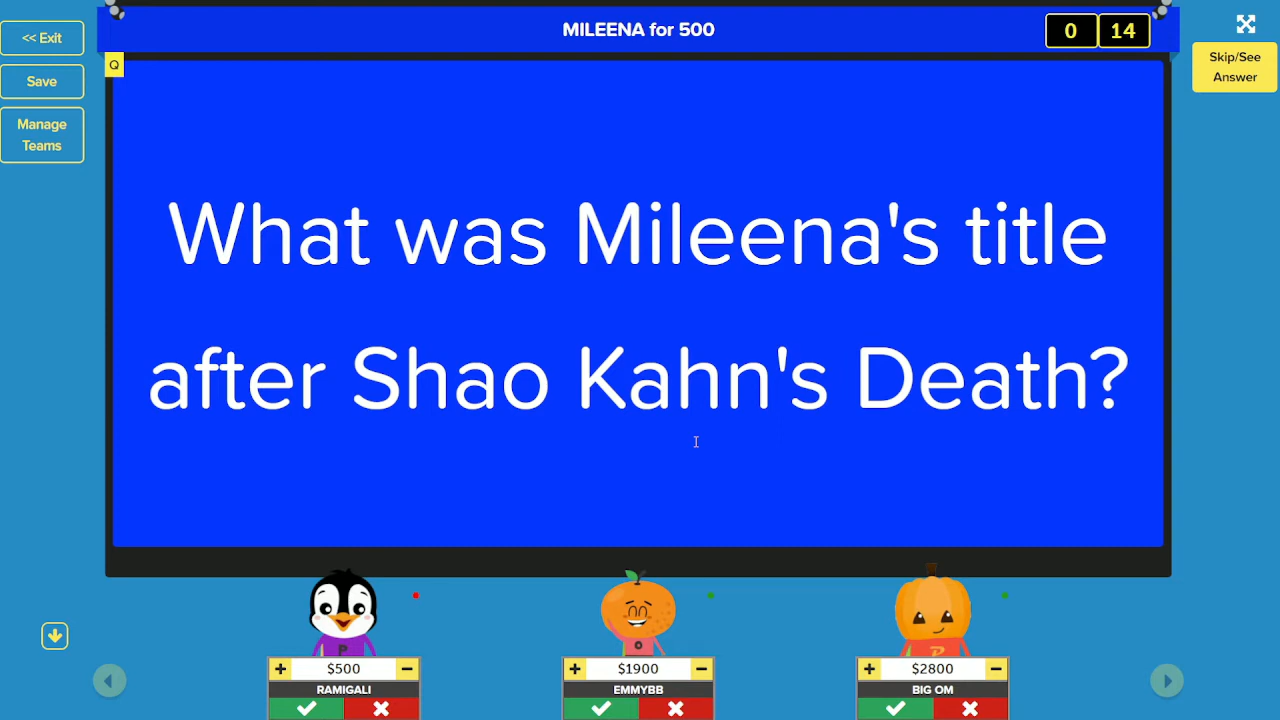 << Exit
MILEENA for 500
0 14
Skip/See
Answer
Save
Manage
Teams
Q
What was Mileena's title
after Shao Kahn's Death?
P
O
P
+ $500 −
+ $1900 −
+ $2800 −
RAMIGALI
EMMYBB
BIG OM